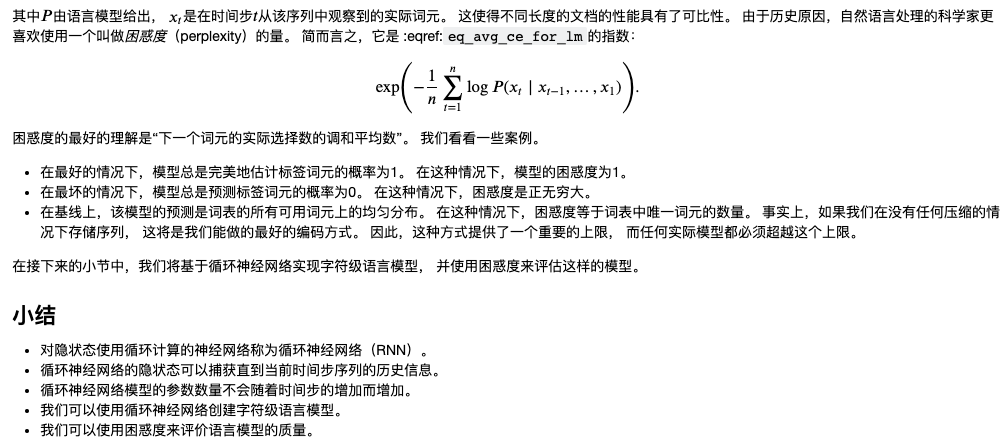 其中P由语言模型给出， xₜ是在时间步t从该序列中观察到的实际词元。 这使得不同长度的文档的性能具有了可比性。 由于历史原因，自然语言处理的科学家更
喜欢使用一个叫做困惑度（perplexity）的量。 简而言之，它是 :eqref: eq_avg_ce_for_lm 的指数：
exp(−1/n ∑ₜ₌₁ⁿ log P(xₜ | xₜ₋₁, …, x₁)).
困惑度的最好的理解是“下一个词元的实际选择数的调和平均数”。 我们看看一些案例。
• 在最好的情况下，模型总是完美地估计标签词元的概率为1。 在这种情况下，模型的困惑度为1。
• 在最坏的情况下，模型总是预测标签词元的概率为0。 在这种情况下，困惑度是正无穷大。
• 在基线上，该模型的预测是词表的所有可用词元上的均匀分布。 在这种情况下，困惑度等于词表中唯一词元的数量。 事实上，如果我们在没有任何压缩的情
况下存储序列， 这将是我们能做的最好的编码方式。 因此，这种方式提供了一个重要的上限， 而任何实际模型都必须超越这个上限。
在接下来的小节中，我们将基于循环神经网络实现字符级语言模型， 并使用困惑度来评估这样的模型。
小结
• 对隐状态使用循环计算的神经网络称为循环神经网络（RNN）。
• 循环神经网络的隐状态可以捕获直到当前时间步序列的历史信息。
• 循环神经网络模型的参数数量不会随着时间步的增加而增加。
• 我们可以使用循环神经网络创建字符级语言模型。
• 我们可以使用困惑度来评价语言模型的质量。